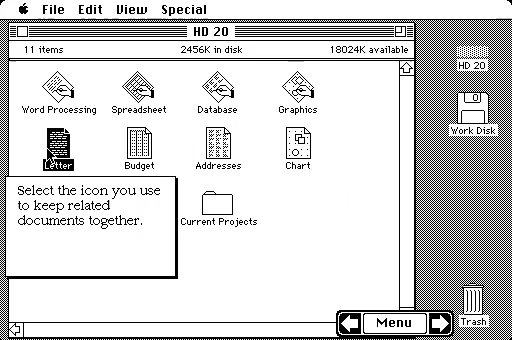 File Edit View Special
HD 20
11 items 2456K in disk 18024K available
HD 20
Word Processing Spreadsheet Database Graphics
Work Disk
Letter Budget Addresses Chart
Select the icon you use
to keep related
documents together.
Current Projects
Menu
Trash